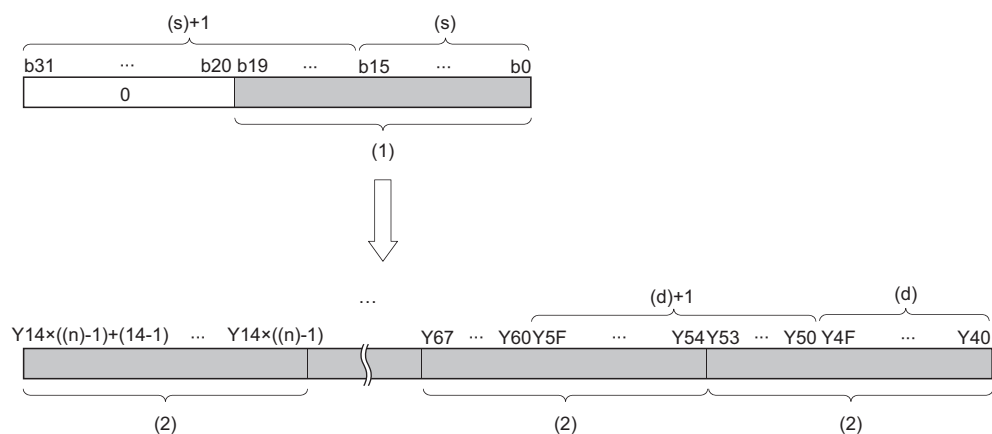 (s)+1 (s)
b31 ... b20 b19 ... b15 ... b0
0
(1)
...
(d)+1 (d)
Y14×((n)-1)+(14-1) ... Y14×((n)-1) Y67 ... Y60 Y5F ... Y54 Y53 ... Y50 Y4F ... Y40
(2) (2) (2)